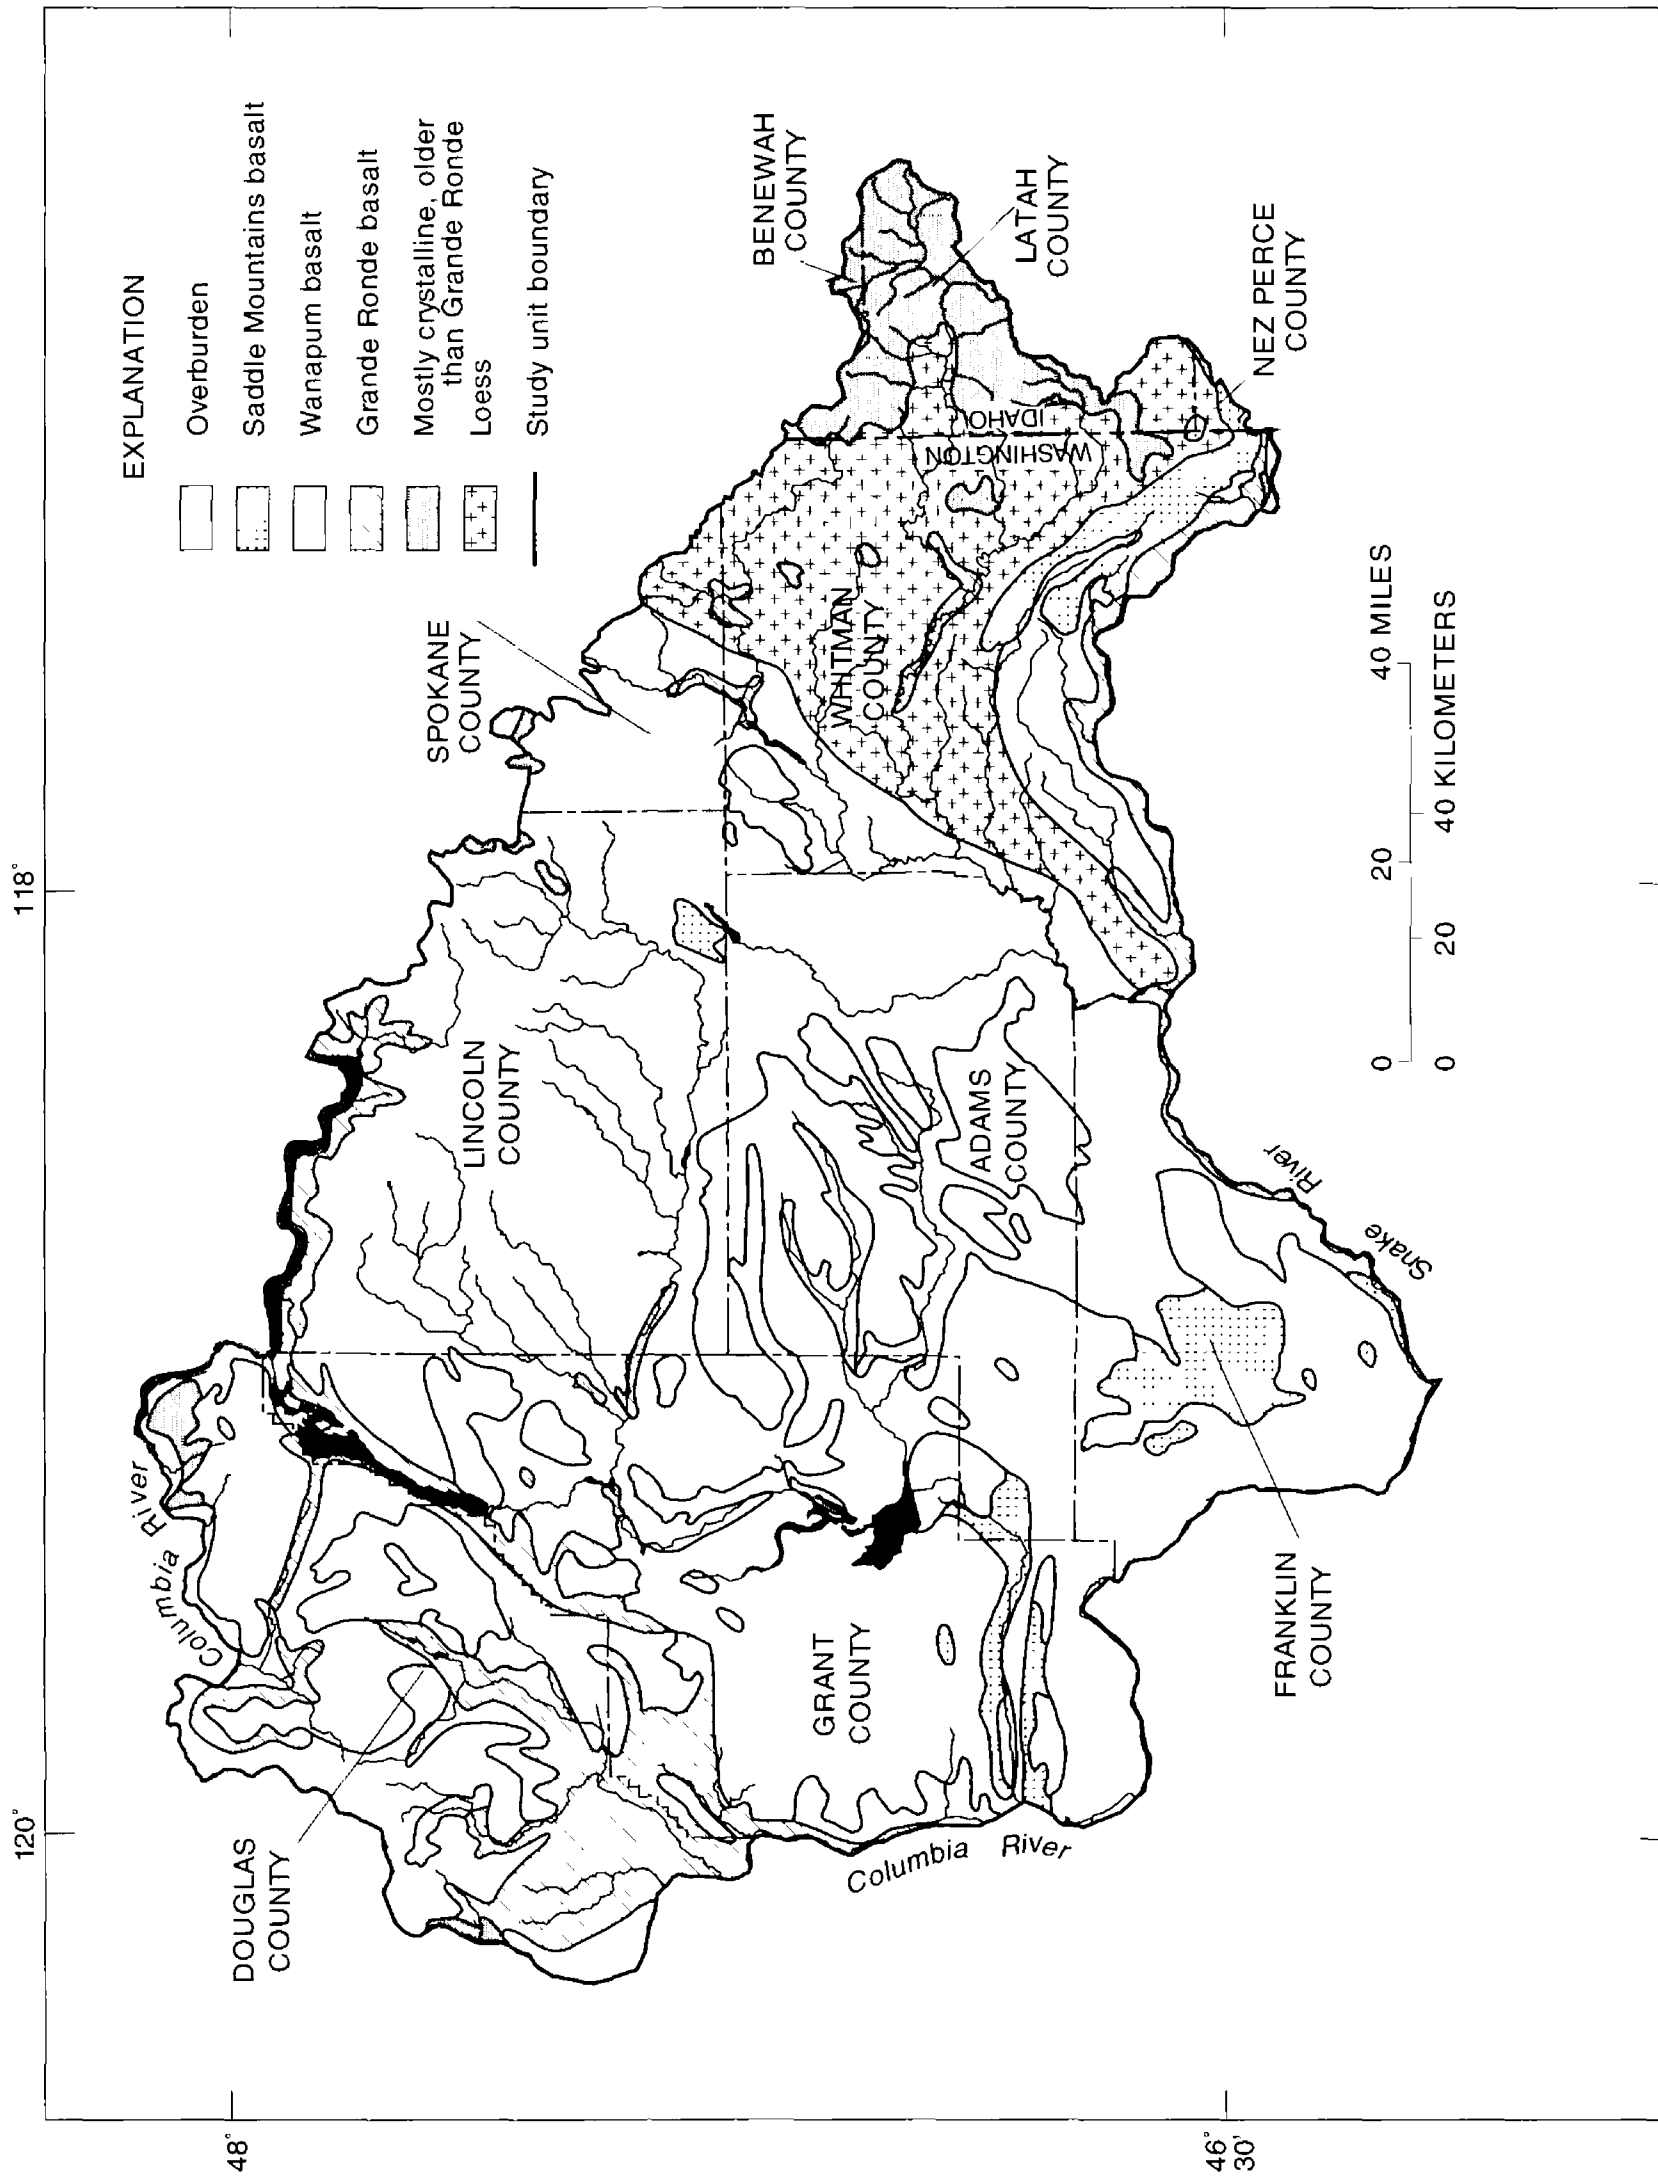 EXPLANATION
Overburden
Saddle Mountains basalt
Wanapum basalt
Grande Ronde basalt
Mostly crystalline, older
than Grande Ronde
Loess
Study unit boundary
120°
118°
48°
46°
30'
Columbia River
DOUGLAS
COUNTY
LINCOLN
COUNTY
SPOKANE
COUNTY
BENEWAH
COUNTY
LATAH
COUNTY
NEZ PERCE
COUNTY
WASHINGTON
IDAHO
WHITMAN
COUNTY
ADAMS
COUNTY
GRANT
COUNTY
FRANKLIN
COUNTY
Columbia River
Snake River
0 20 40 MILES
0 20 40 KILOMETERS